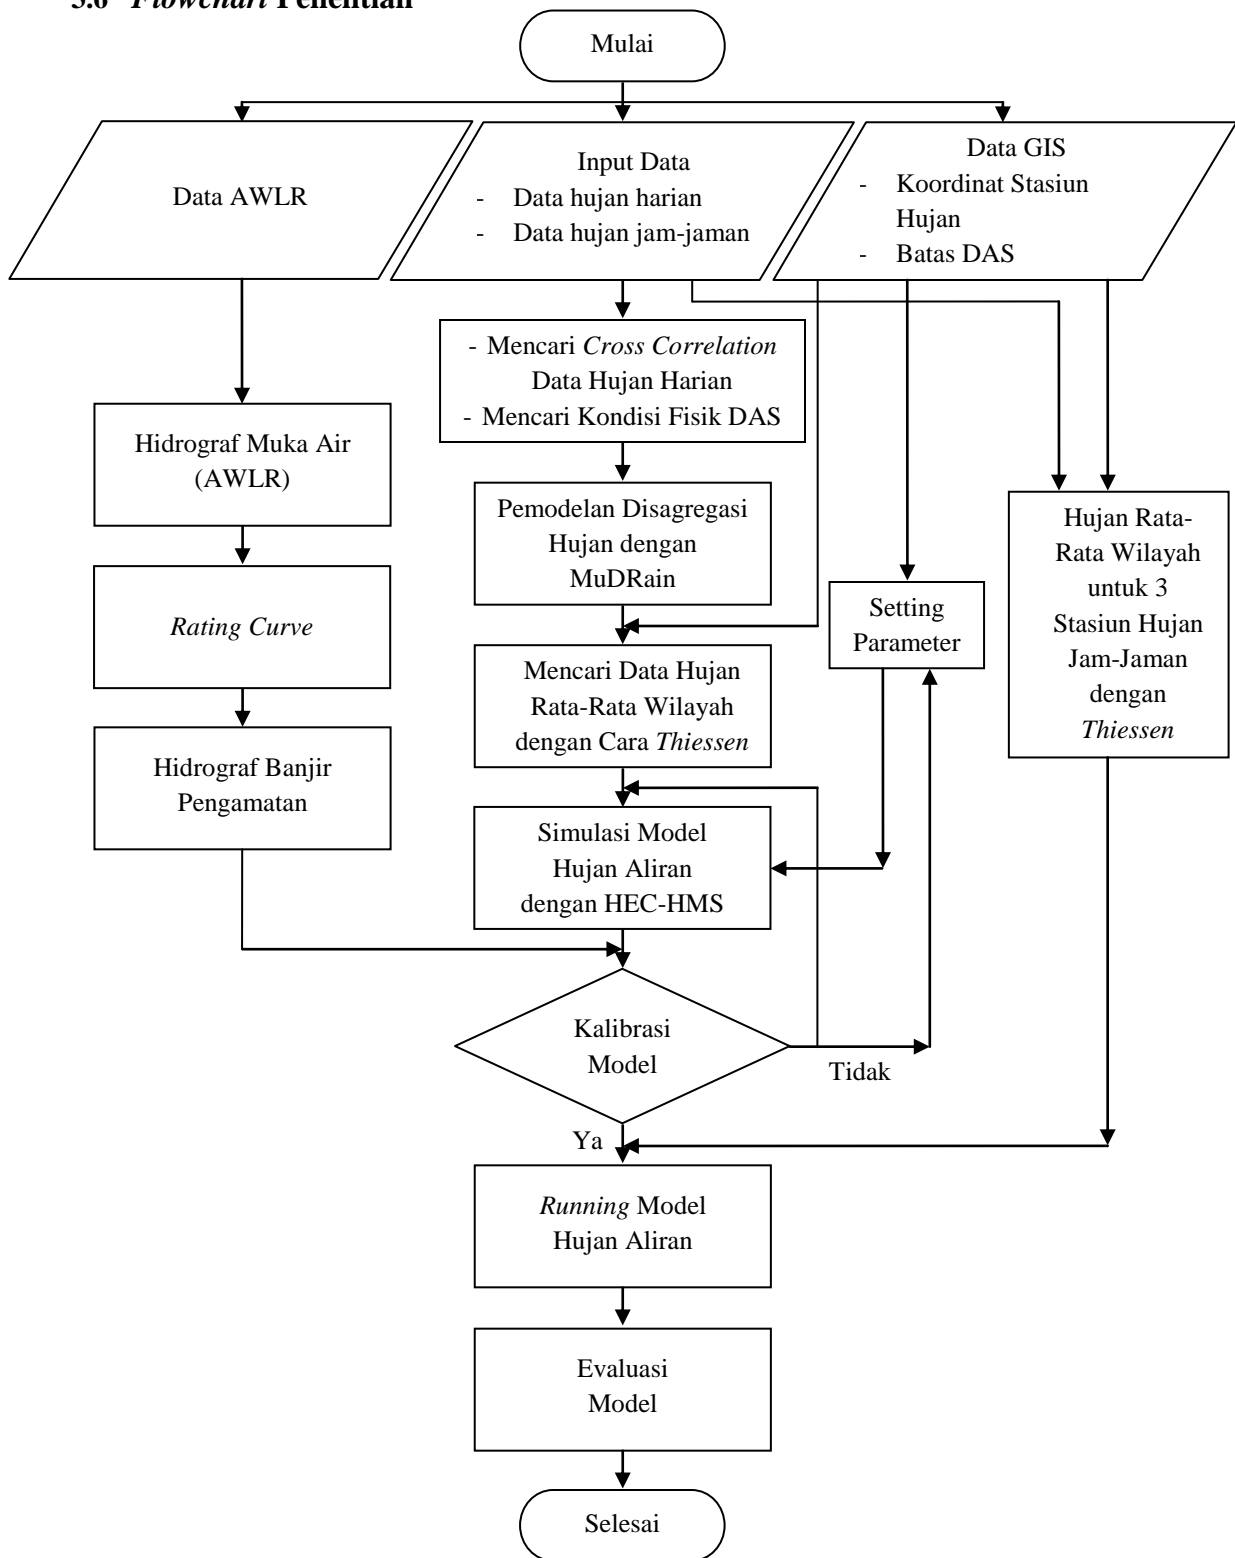 3.6 Flowchart Penelitian
Mulai
Data AWLR
Input Data
- Data hujan harian
- Data hujan jam-jaman
Data GIS
- Koordinat Stasiun
Hujan
- Batas DAS
- Mencari Cross Correlation
Data Hujan Harian
- Mencari Kondisi Fisik DAS
Hidrograf Muka Air
(AWLR)
Pemodelan Disagregasi
Hujan dengan
MuDRain
Hujan Rata-
Rata Wilayah
untuk 3
Stasiun Hujan
Jam-Jaman
dengan
Thiessen
Rating Curve
Setting
Parameter
Mencari Data Hujan
Rata-Rata Wilayah
dengan Cara Thiessen
Hidrograf Banjir
Pengamatan
Simulasi Model
Hujan Aliran
dengan HEC-HMS
Kalibrasi
Model
Tidak
Ya
Running Model
Hujan Aliran
Evaluasi
Model
Selesai